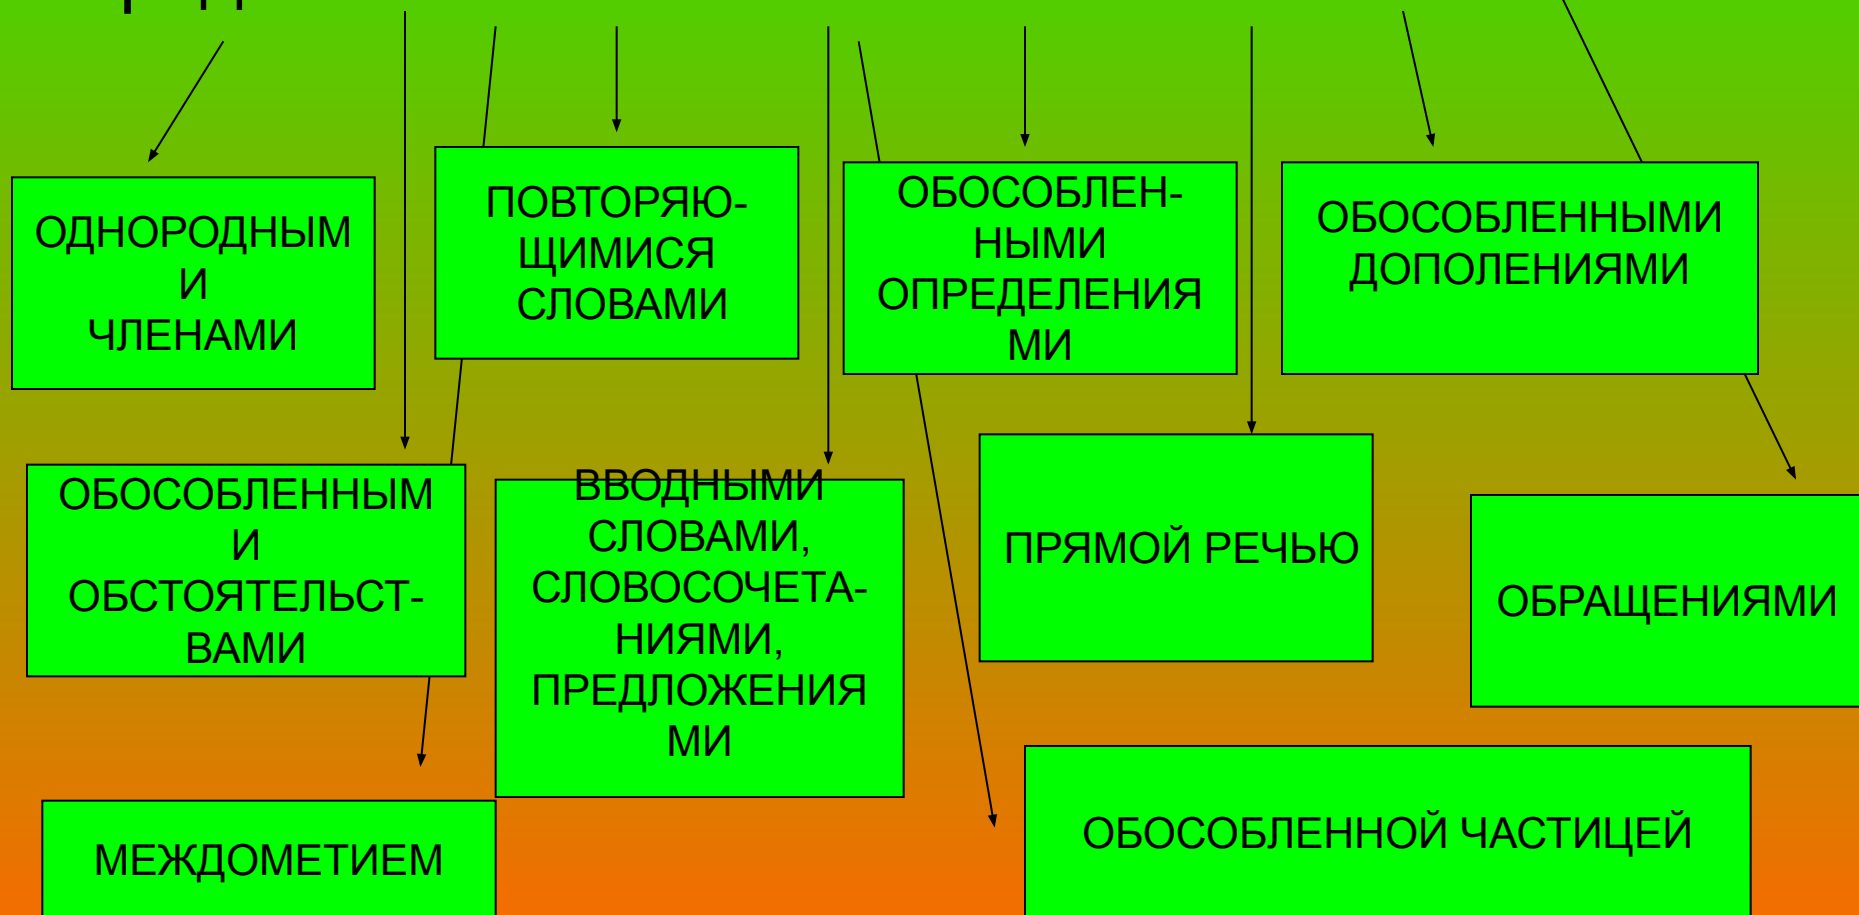 ОДНОРОДНЫМ
И
ЧЛЕНАМИ
ПОВТОРЯЮ-
ЩИМИСЯ
СЛОВАМИ
ОБОСОБЛЕН-
НЫМИ
ОПРЕДЕЛЕНИЯ
МИ
ОБОСОБЛЕННЫМИ
ДОПОЛЕНИЯМИ
ОБОСОБЛЕННЫМ
И
ОБСТОЯТЕЛЬСТ-
ВАМИ
ВВОДНЫМИ
СЛОВАМИ,
СЛОВОСОЧЕТА-
НИЯМИ,
ПРЕДЛОЖЕНИЯ
МИ
ПРЯМОЙ РЕЧЬЮ
ОБРАЩЕНИЯМИ
МЕЖДОМЕТИЕМ
ОБОСОБЛЕННОЙ ЧАСТИЦЕЙ